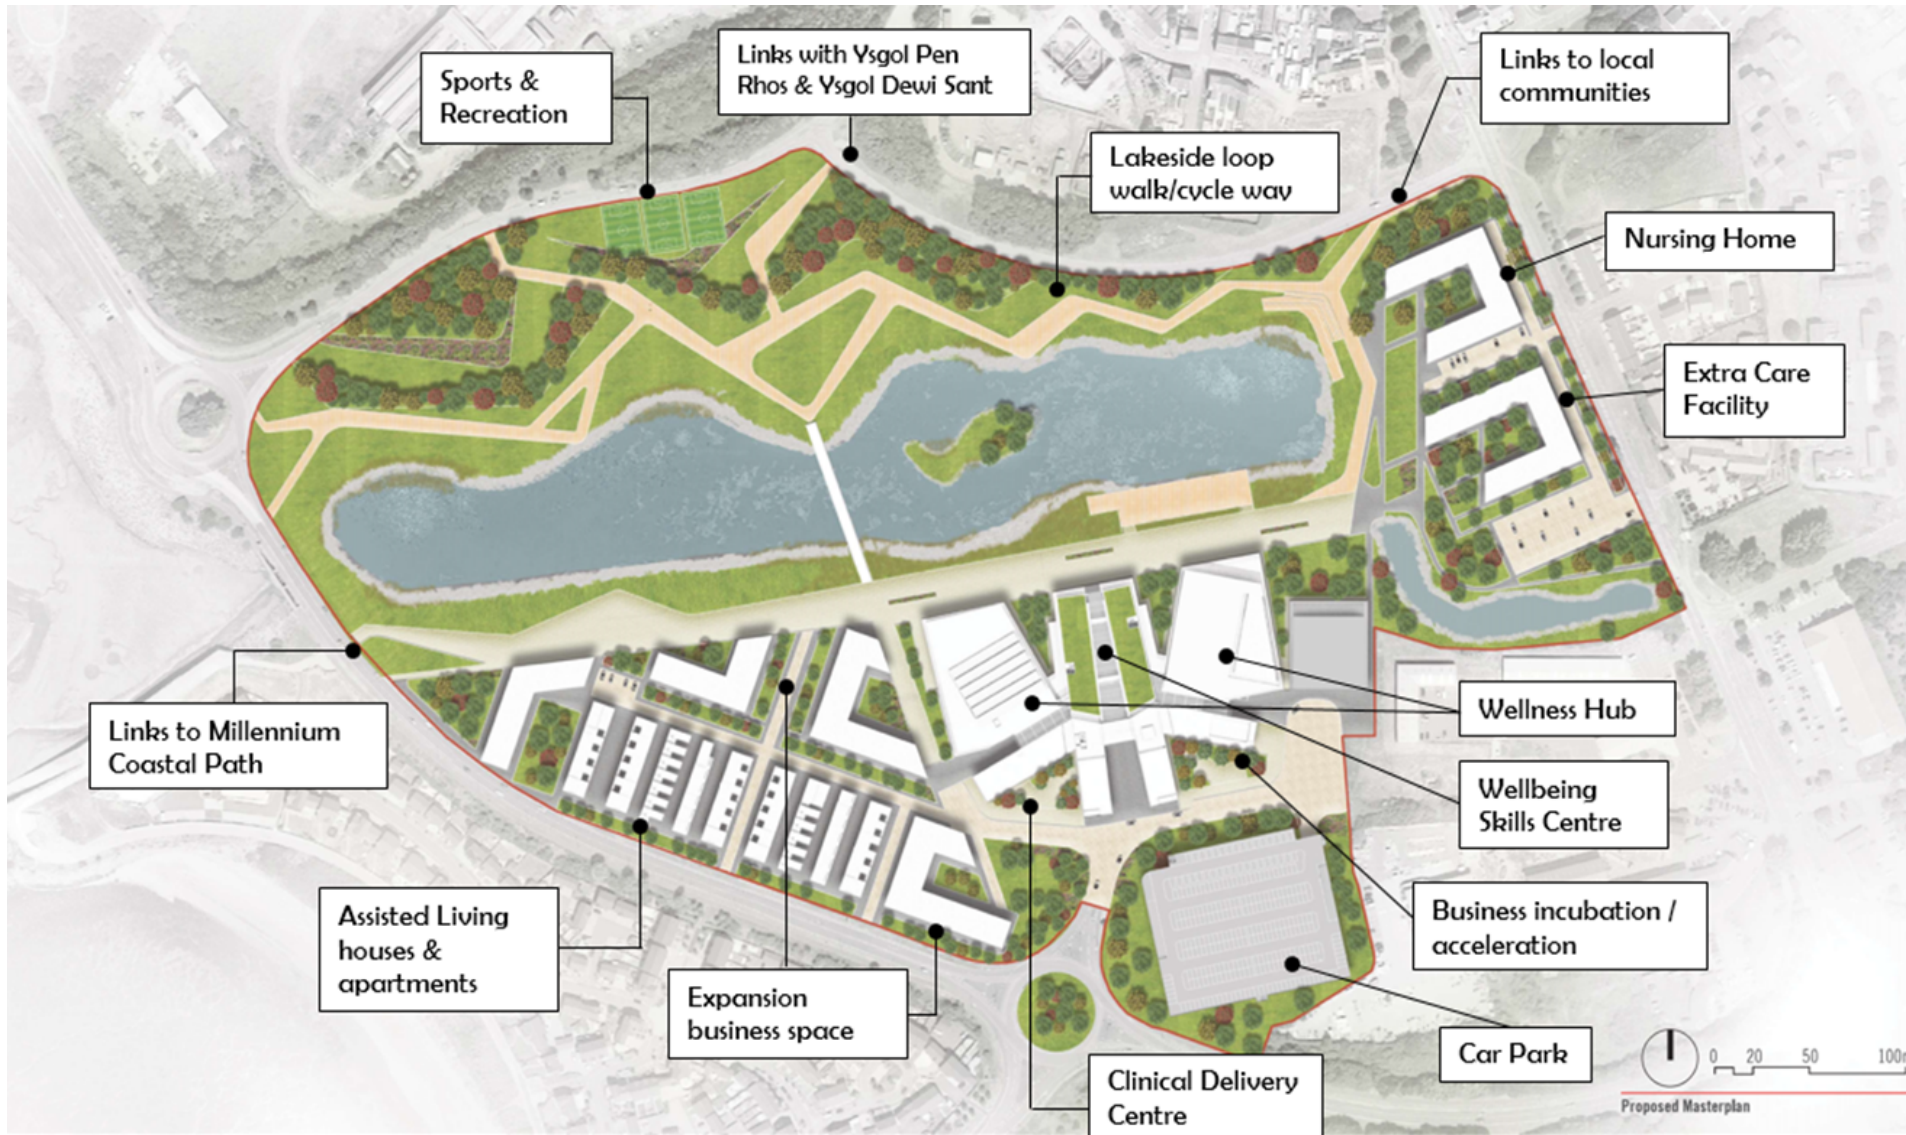 Sports &
Recreation
Links with Ysgol Pen
Rhos & Ysgol Dewi Sant
Links to local
communities
Lakeside loop
walk/cycle way
Nursing Home
Extra Care
Facility
Links to Millennium
Coastal Path
Wellness Hub
Wellbeing
Skills Centre
Assisted Living
houses &
apartments
Expansion
business space
Business incubation /
acceleration
Clinical Delivery
Centre
Car Park
0 20 50 100m
Proposed Masterplan